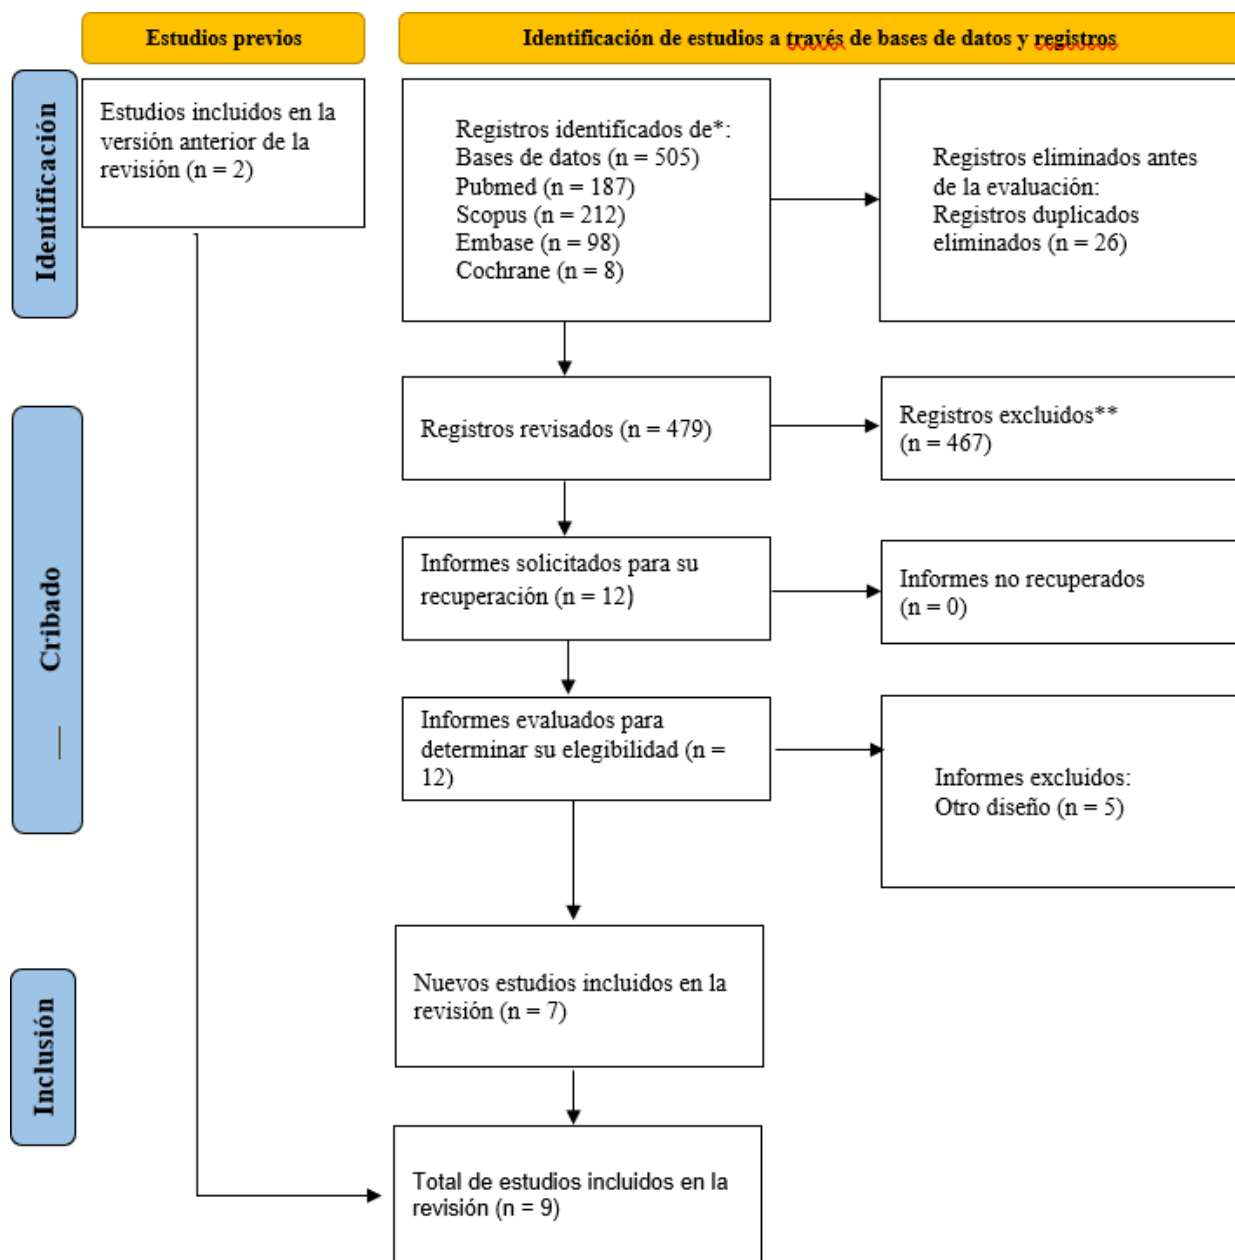 Estudios previos
Identificación de estudios a través de bases de datos y registros
Identificación
Estudios incluidos en la
versión anterior de la
revisión (n = 2)
Registros identificados de*:
Bases de datos (n = 505)
Pubmed (n = 187)
Scopus (n = 212)
Embase (n = 98)
Cochrane (n = 8)
Registros eliminados antes
de la evaluación:
Registros duplicados
eliminados (n = 26)
Cribado
Registros revisados (n = 479)
Registros excluidos**
(n = 467)
Informes solicitados para su
recuperación (n = 12)
Informes no recuperados
(n = 0)
Informes evaluados para
determinar su elegibilidad (n =
12)
Informes excluidos:
Otro diseño (n = 5)
Inclusión
Nuevos estudios incluidos en la
revisión (n = 7)
Total de estudios incluidos en la
revisión (n = 9)